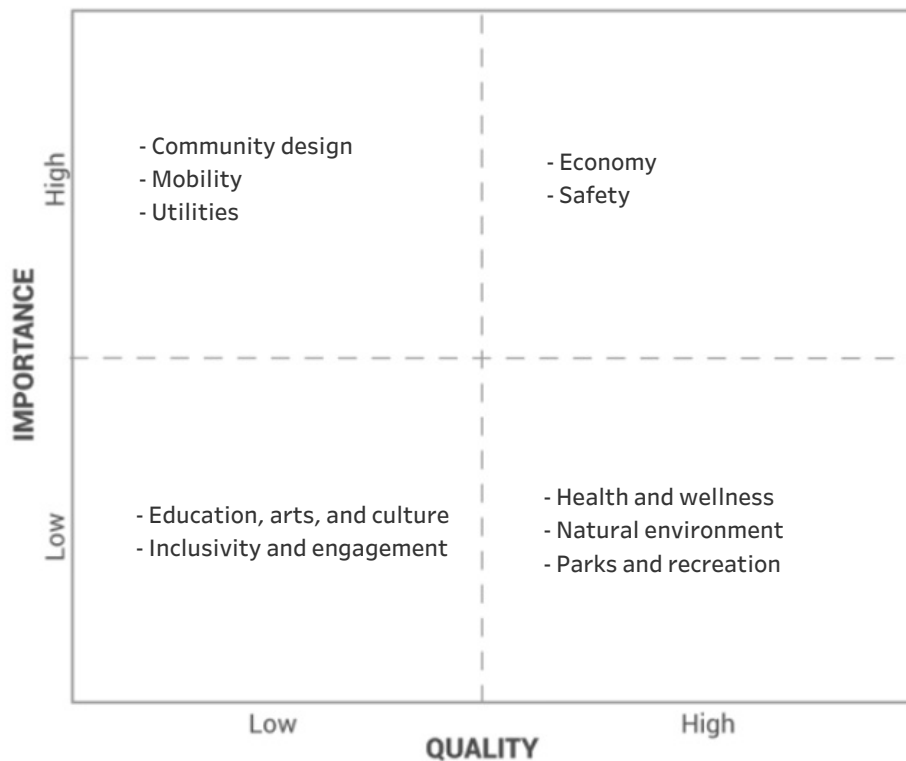 IMPORTANCE
High
- Community design
- Mobility
- Utilities
- Economy
- Safety
Low
- Education, arts, and culture
- Inclusivity and engagement
- Health and wellness
- Natural environment
- Parks and recreation
Low
High
QUALITY